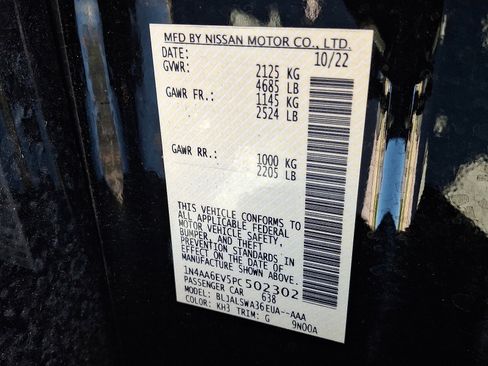 MFD BY NISSAN MOTOR CO., LTD.
DATE: 10/22
GVWR: 2125 KG
4685 LB
GAWR FR.: 1145 KG
2524 LB
GAWR RR.: 1000 KG
2205 LB
THIS VEHICLE CONFORMS TO
ALL APPLICABLE FEDERAL
MOTOR VEHICLE SAFETY,
BUMPER, AND THEFT
PREVENTION STANDARDS IN
EFFECT ON THE DATE OF
MANUFACTURE SHOWN ABOVE.
1N4AA6EV5PC502302
PASSENGER CAR 638
MODEL: BLJALSWA36EUA--AAA
COLOR: KH3 TRIM: G 9N00A